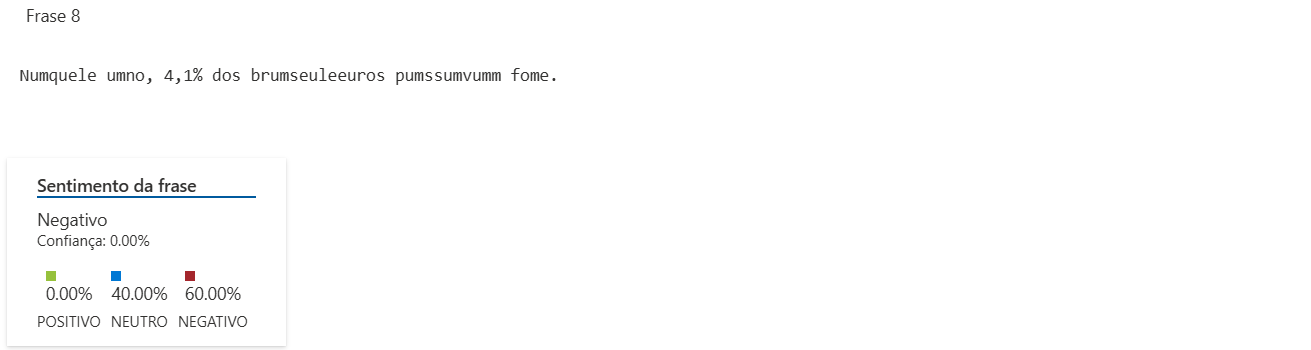 Frase 8
Numquele umno, 4,1% dos brumseuleeuros pumssumvumm fome.
Sentimento da frase
Negativo
Confiança: 0.00%
0.00% 40.00% 60.00%
POSITIVO NEUTRO NEGATIVO